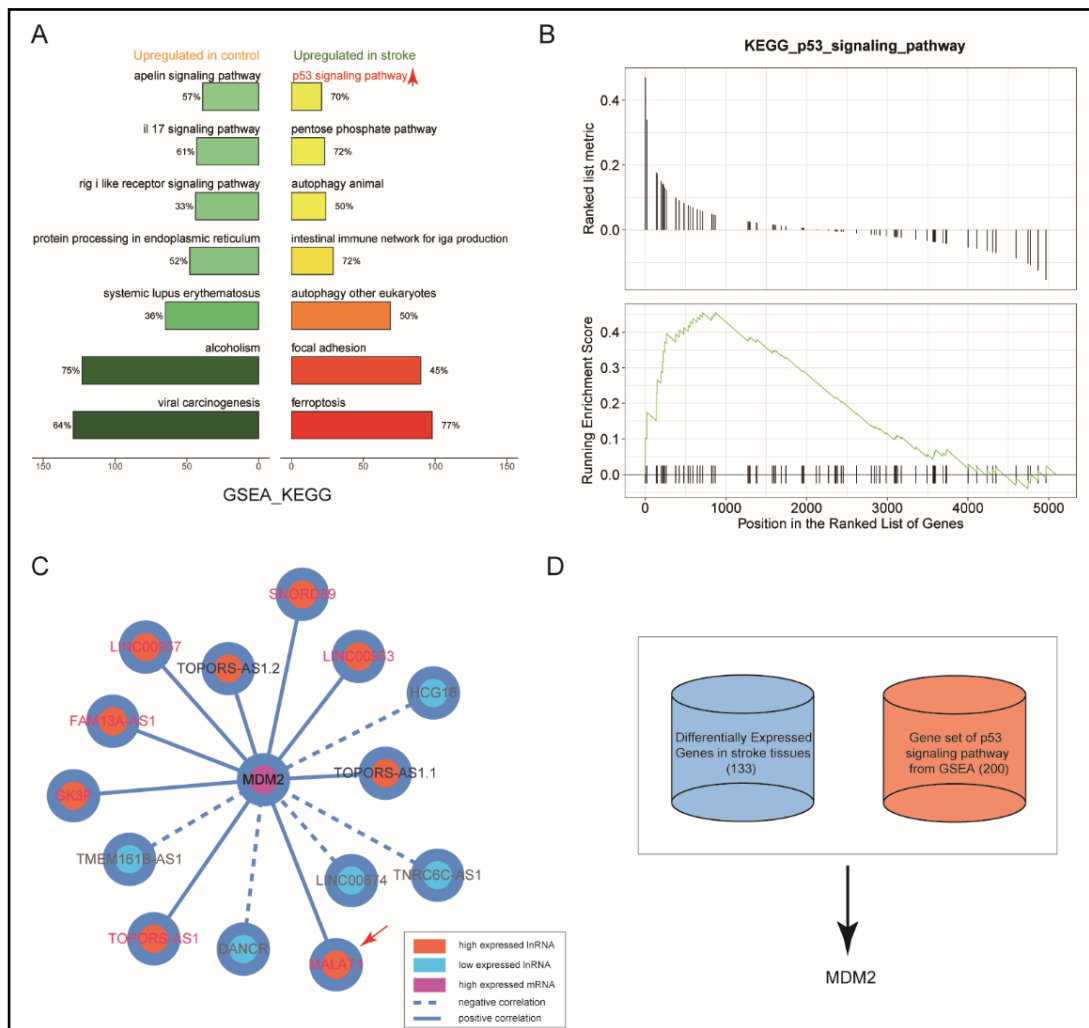 A
Upregulated in control
Upregulated in stroke
apelin signaling pathway
57%
p53 signaling pathway
70%
il 17 signaling pathway
61%
pentose phosphate pathway
72%
rig i like receptor signaling pathway
33%
autophagy animal
50%
protein processing in endoplasmic reticulum
52%
intestinal immune network for iga production
72%
systemic lupus erythematosus
36%
autophagy other eukaryotes
50%
alcoholism
75%
focal adhesion
45%
viral carcinogenesis
64%
ferroptosis
77%
150 100 50 0
0 50 100 150
GSEA_KEGG
B
KEGG_p53_signaling_pathway
Ranked list metric
0.4
0.2
0.0
Running Enrichment Score
0.4
0.3
0.2
0.1
0.0
0 1000 2000 3000 4000 5000
Position in the Ranked List of Genes
C
SNORD89
LINC00957
TOPORS-AS1.2
LINC00963
HCG18
FAM13A-AS1
MDM2
TOPORS-AS1.1
GK3P
TMEM161B-AS1
LINC00674
TNRC6C-AS1
TOPORS-AS1
DANCR
MALAT1
high expressed lnRNA
low expressed lnRNA
high expressed mRNA
negative correlation
positive correlation
D
Differentially Expressed
Genes in stroke tissues
(133)
Gene set of p53
signaling pathway
from GSEA (200)
MDM2